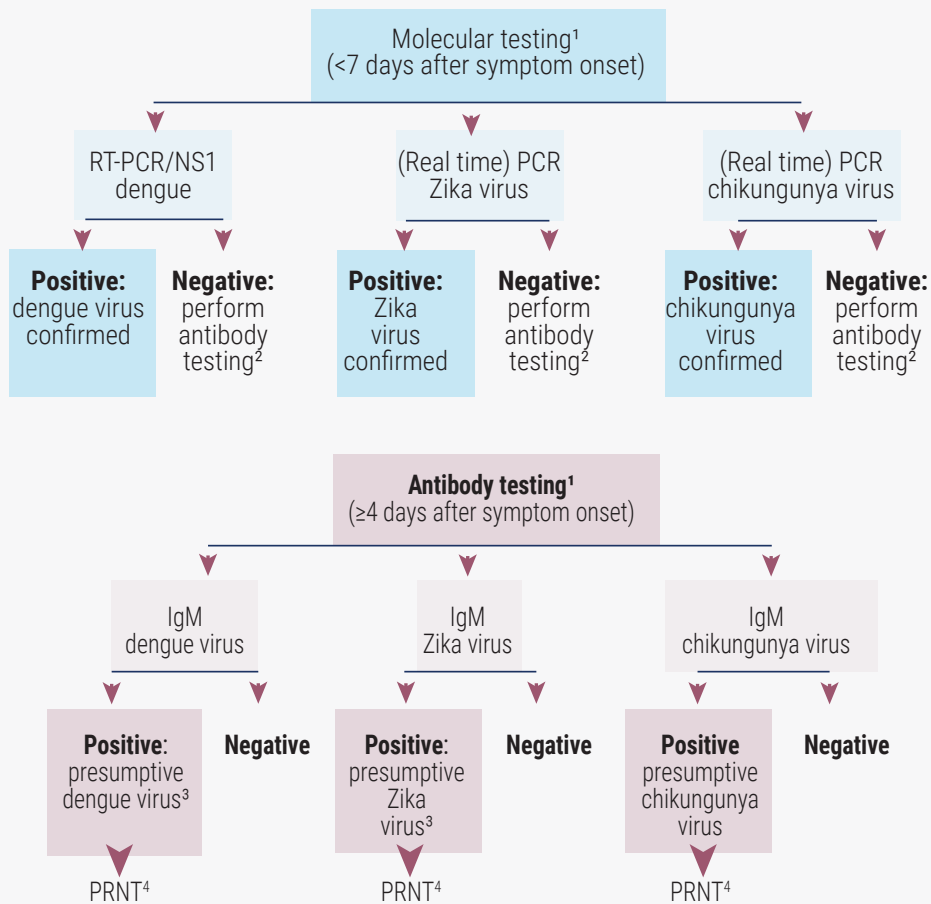 Molecular testing¹
(<7 days after symptom onset)
RT-PCR/NS1
dengue
(Real time) PCR
Zika virus
(Real time) PCR
chikungunya virus
Positive:
dengue virus
confirmed
Negative:
perform
antibody
testing²
Positive:
Zika
virus
confirmed
Negative:
perform
antibody
testing²
Positive:
chikungunya
virus
confirmed
Negative:
perform
antibody
testing²
Antibody testing¹
(≥4 days after symptom onset)
IgM
dengue virus
IgM
Zika virus
IgM
chikungunya virus
Positive:
presumptive
dengue virus³
Negative
Positive:
presumptive
Zika
virus³
Negative
Positive
presumptive
chikungunya
virus
Negative
PRNT⁴
PRNT⁴
PRNT⁴